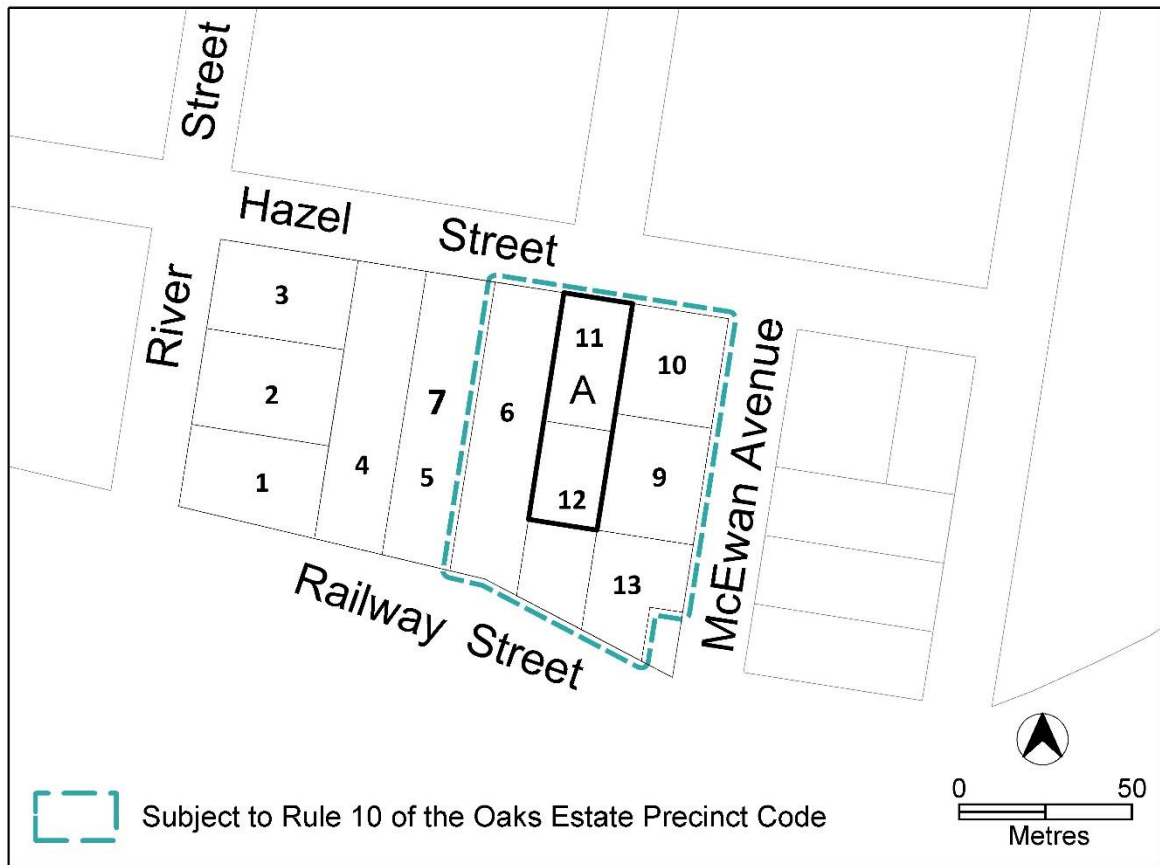 Street
Hazel Street
River
3
2
1
4
7
5
6
11
A
12
10
9
13
McEwan Avenue
Railway Street
Subject to Rule 10 of the Oaks Estate Precinct Code
0 50
Metres